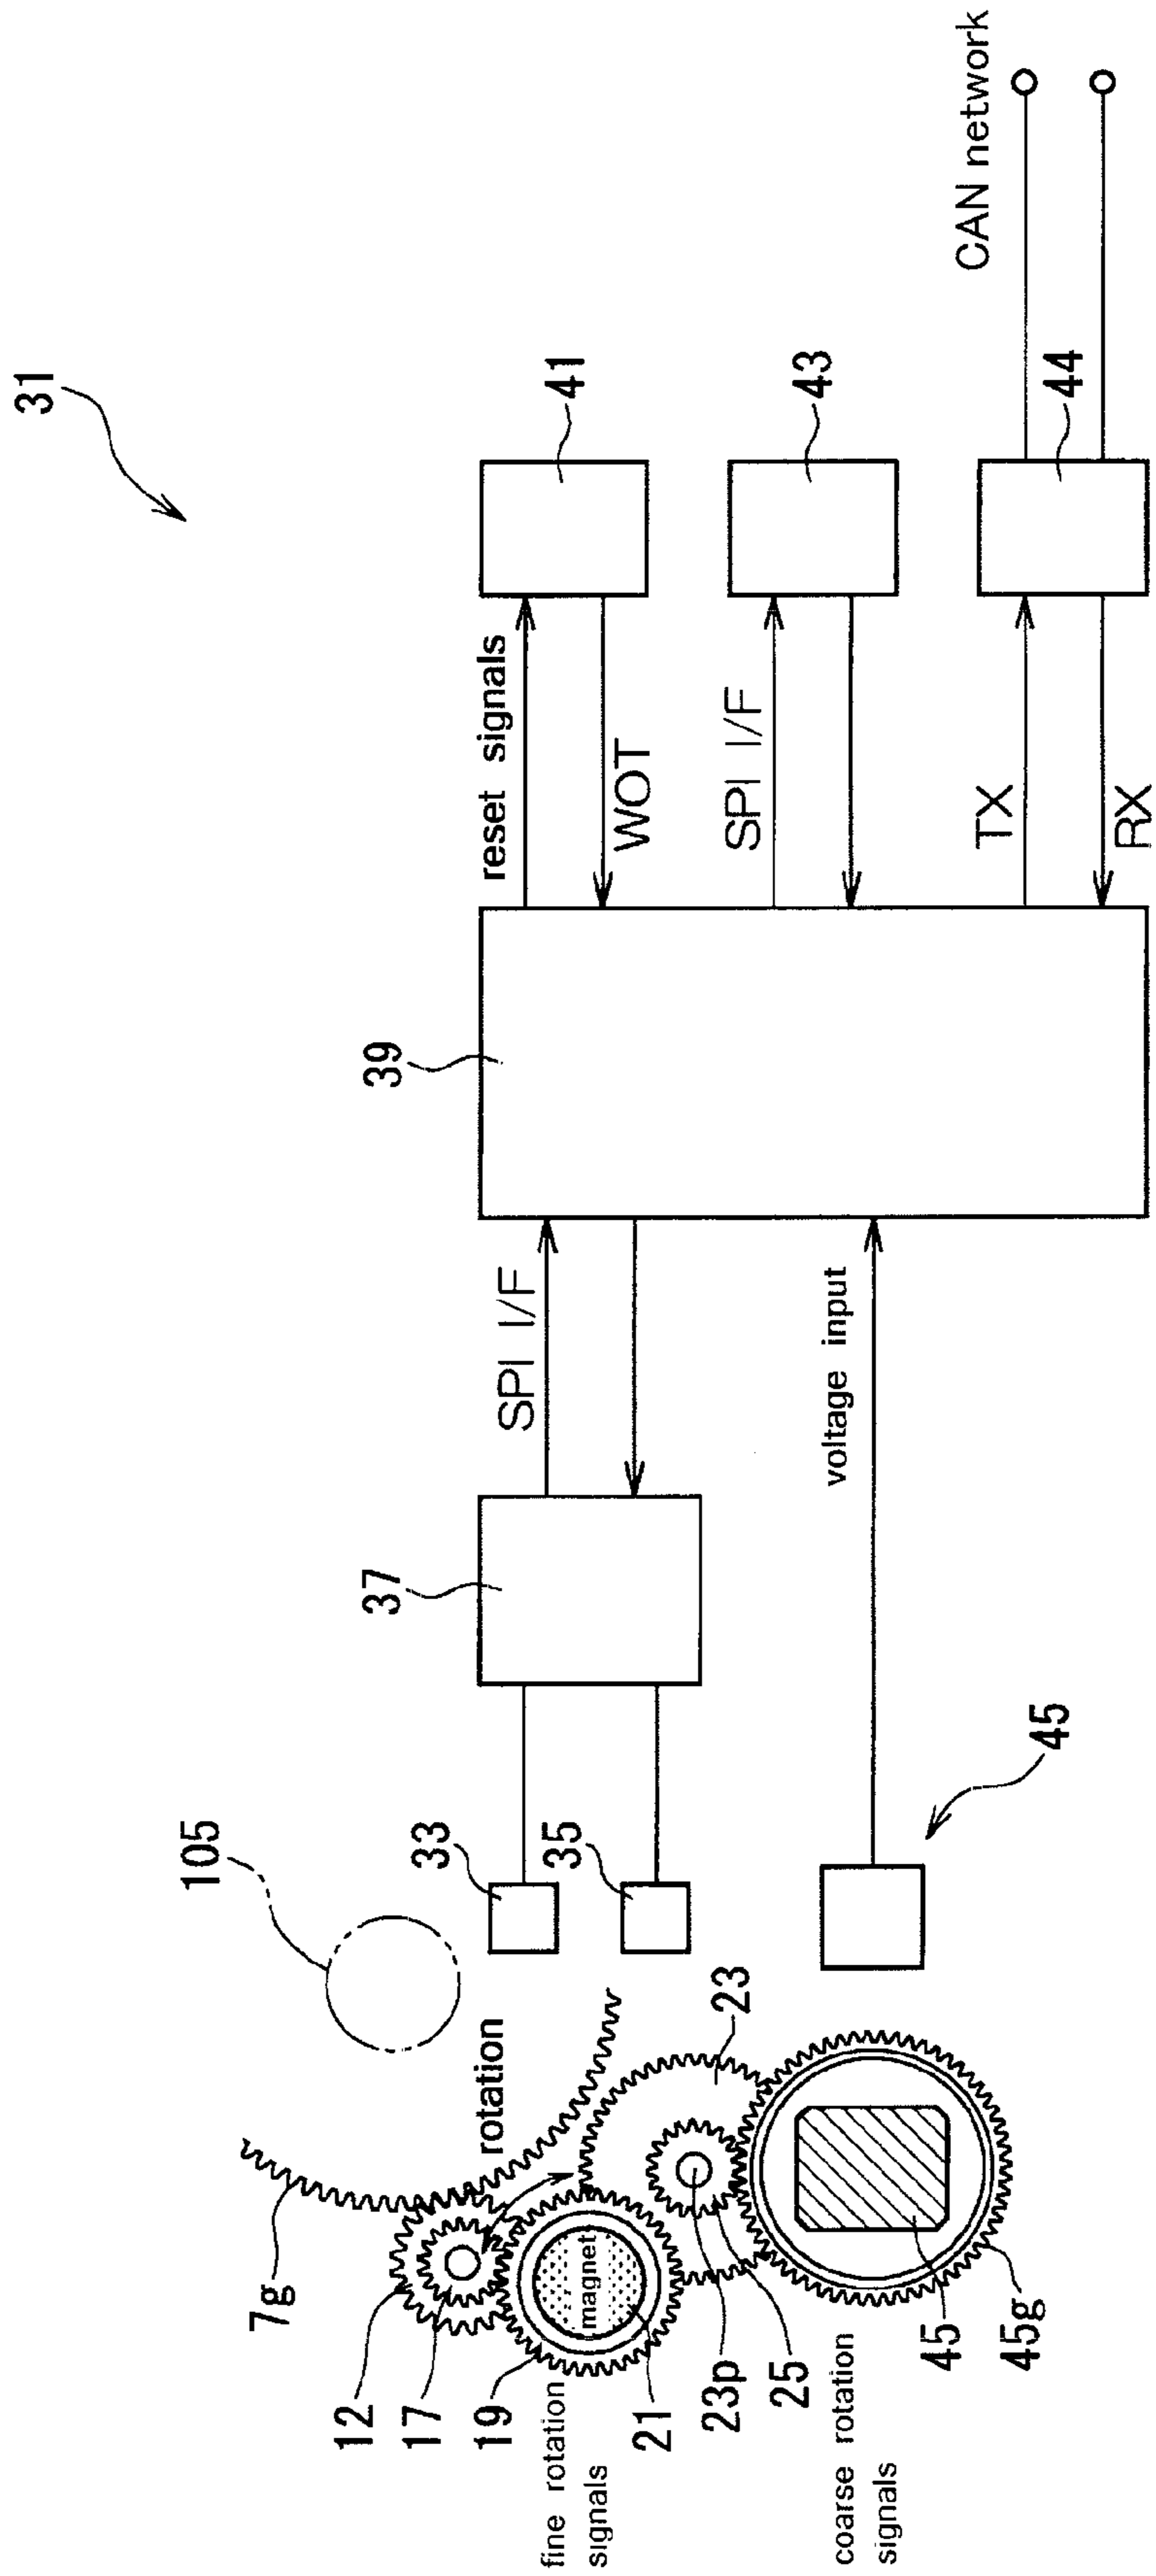 31
41
43
44
CAN network
reset signals
WOT
SPI I/F
TX
RX
39
SPI I/F
voltage input
37
105
33
35
45
rotation
23
7g
12
17
19
magnet
21
23p
25
45
45g
fine rotation
signals
coarse rotation
signals